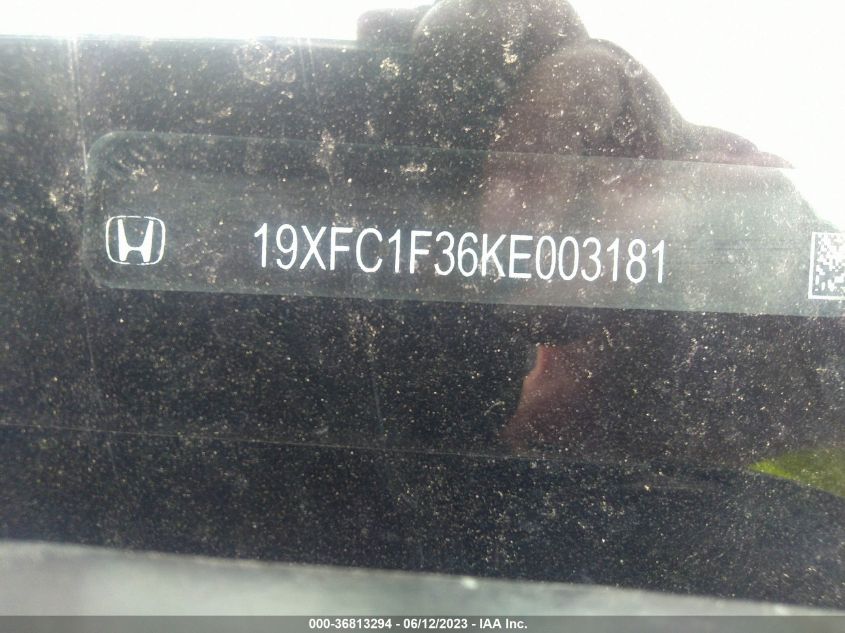 19XFC1F36KE003181
000-36813294 - 06/12/2023 - IAA Inc.